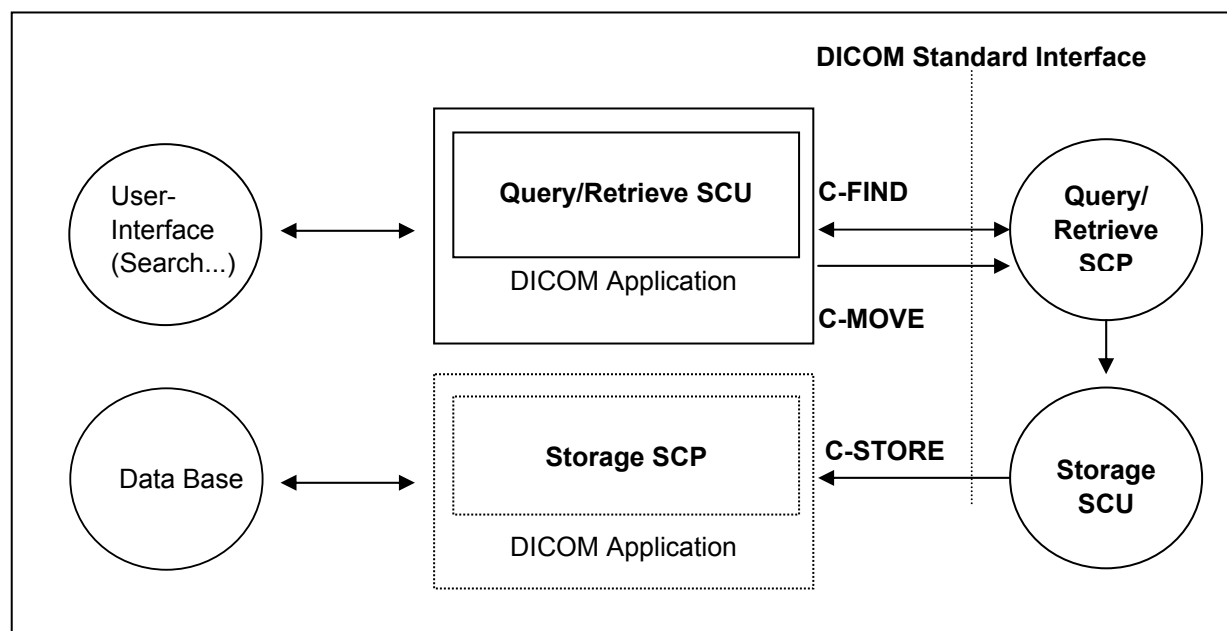 DICOM Standard Interface
User-
Interface
(Search...)
Query/Retrieve SCU
DICOM Application
C-FIND
C-MOVE
Query/
Retrieve
SCP
Data Base
Storage SCP
DICOM Application
C-STORE
Storage
SCU